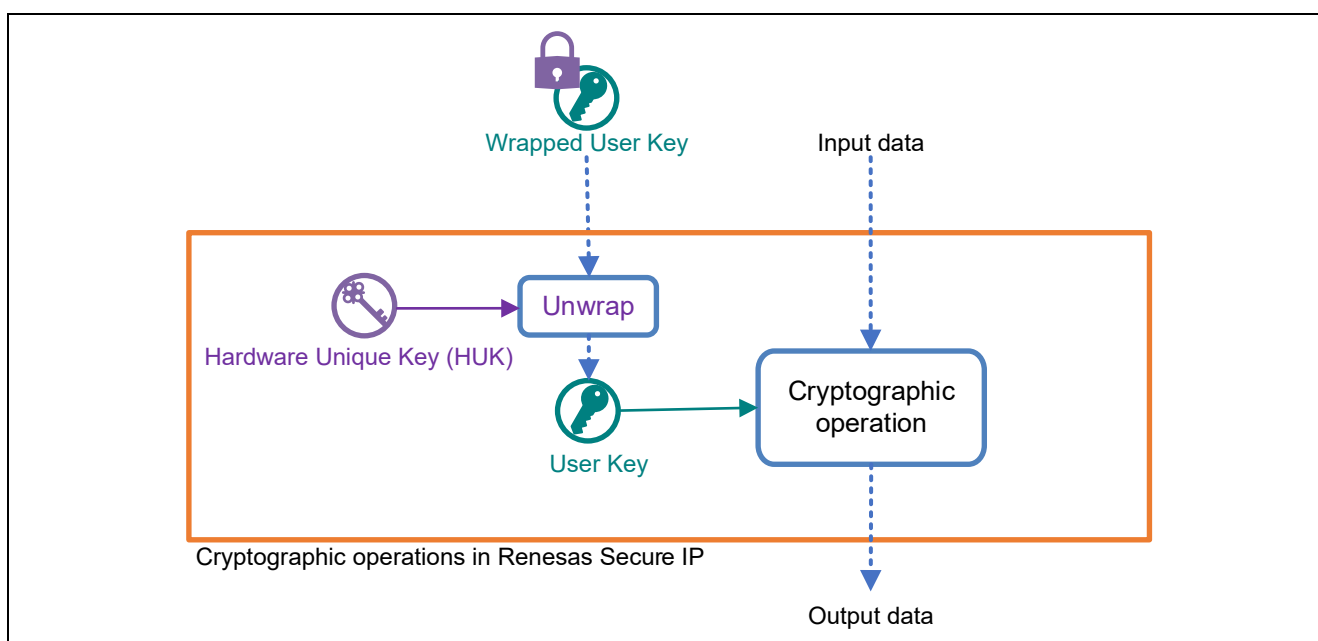 Wrapped User Key
Input data
Unwrap
Hardware Unique Key (HUK)
Cryptographic
operation
User Key
Cryptographic operations in Renesas Secure IP
Output data